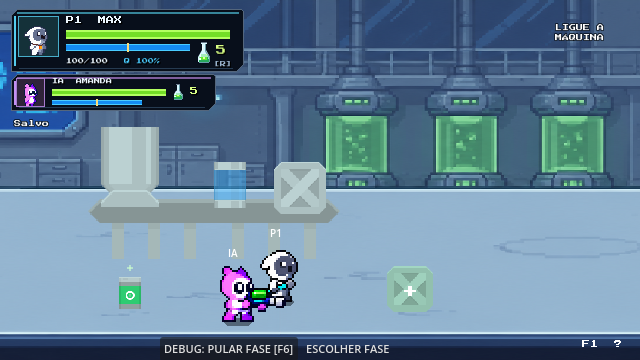 P1 MAX
5
100/100 Q 100% [R]
IA AMANDA
5
Salvo
LIGUE A
MAQUINA
P1
IA
DEBUG: PULAR FASE [F6] ESCOLHER FASE
F1 ?